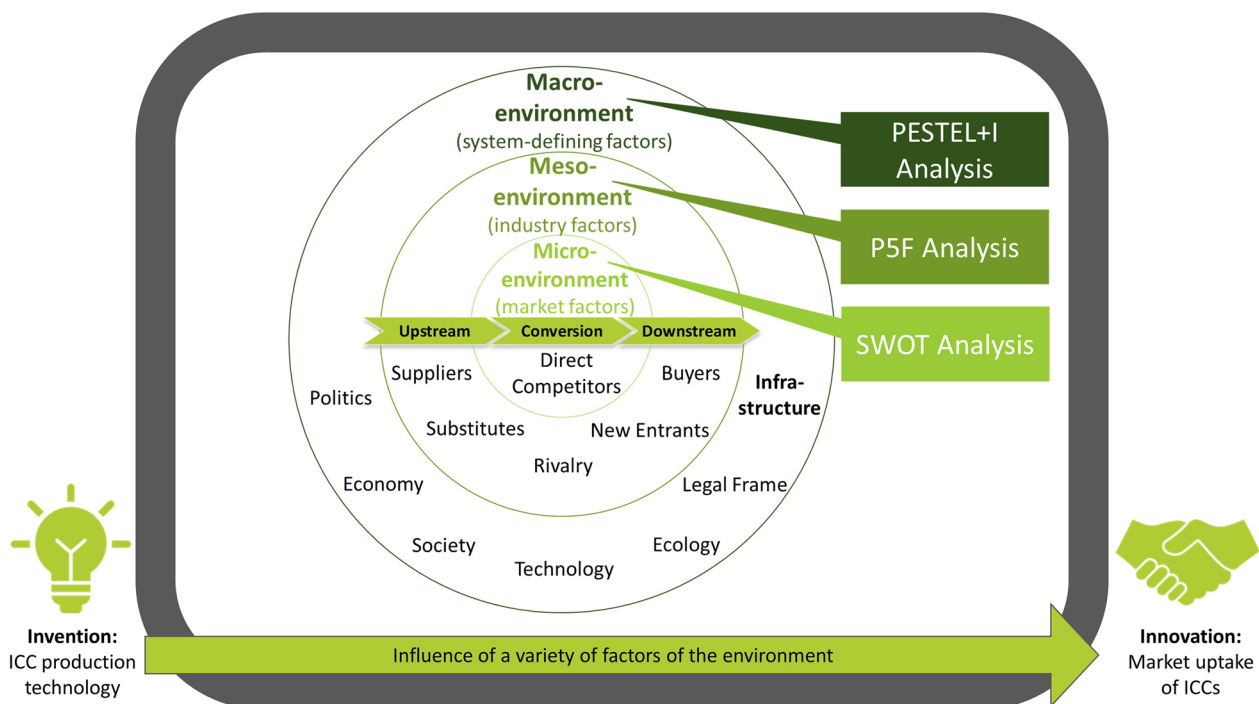 Macro-
environment
(system-defining factors)
PESTEL+I
Analysis
Meso-
environment
(industry factors)
P5F Analysis
Micro-
environment
(market factors)
SWOT Analysis
Upstream
Conversion
Downstream
Suppliers
Direct
Competitors
Buyers
Infra-
structure
Politics
Substitutes
New Entrants
Rivalry
Economy
Legal Frame
Society
Technology
Ecology
Invention:
ICC production
technology
Influence of a variety of factors of the environment
Innovation:
Market uptake
of ICCs